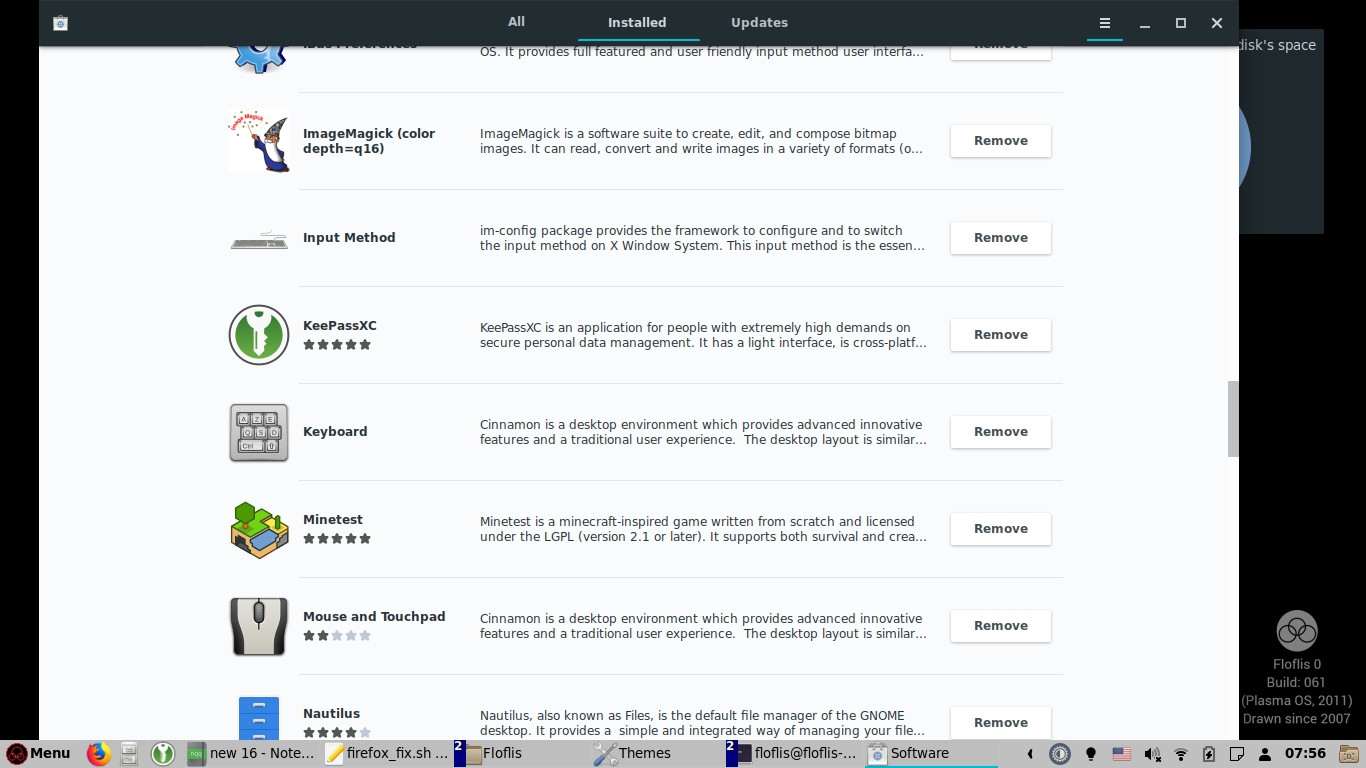 All
Installed
Updates
disk's space
IBus Preferences
OS. It provides full featured and user friendly input method user interfa...
Remove
ImageMagick (color
depth=q16)
ImageMagick is a software suite to create, edit, and compose bitmap
images. It can read, convert and write images in a variety of formats (o...
Remove
Input Method
im-config package provides the framework to configure and to switch
the input method on X Window System. This input method is the essen...
Remove
KeePassXC
KeePassXC is an application for people with extremely high demands on
secure personal data management. It has a light interface, is cross-platf...
Remove
Keyboard
Cinnamon is a desktop environment which provides advanced innovative
features and a traditional user experience.  The desktop layout is similar...
Remove
Minetest
Minetest is a minecraft-inspired game written from scratch and licensed
under the LGPL (version 2.1 or later). It supports both survival and crea...
Remove
Mouse and Touchpad
Cinnamon is a desktop environment which provides advanced innovative
features and a traditional user experience.  The desktop layout is similar...
Remove
Nautilus
Nautilus, also known as Files, is the default file manager of the GNOME
desktop. It provides a  simple and integrated way of managing your file...
Remove
Image Magick
A Z E
Q S D
Ctrl
Floflis 0
Build: 061
(Plasma OS, 2011)
Drawn since 2007
Menu
nqq
new 16 - Note...
firefox_fix.sh ...
2
Floflis
Themes
2
floflis@floflis-...
Software
07:56